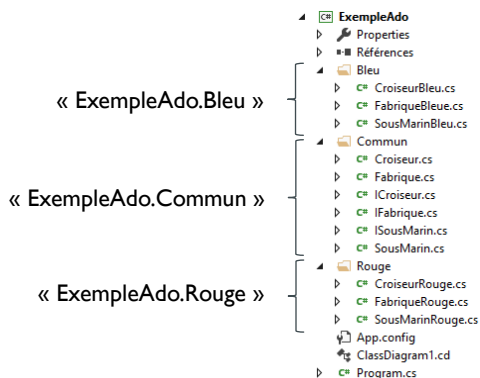 ExempleAdo
Properties
Références
Bleu
« ExempleAdo.Bleu »
CroiseurBleu.cs
FabriqueBleue.cs
SousMarinBleu.cs
Commun
« ExempleAdo.Commun »
Croiseur.cs
Fabrique.cs
ICroiseur.cs
IFabrique.cs
ISousMarin.cs
SousMarin.cs
Rouge
« ExempleAdo.Rouge »
CroiseurRouge.cs
FabriqueRouge.cs
SousMarinRouge.cs
App.config
ClassDiagram1.cd
Program.cs